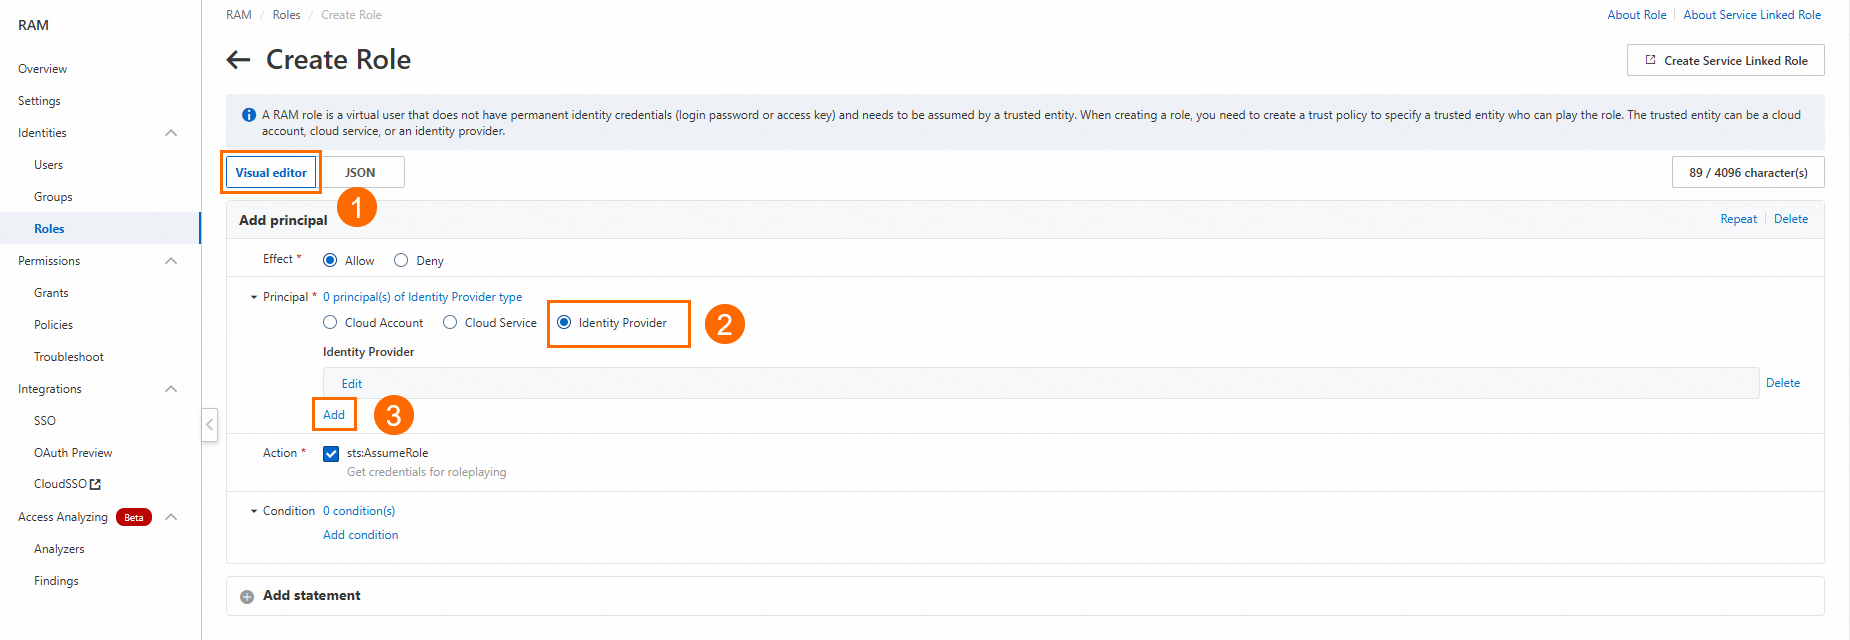 RAM
Overview
Settings
Identities
Users
Groups
Roles
Permissions
Grants
Policies
Troubleshoot
Integrations
SSO
OAuth Preview
CloudSSO
Access Analyzing Beta
Analyzers
Findings
RAM / Roles / Create Role
About Role | About Service Linked Role
Create Role
Create Service Linked Role
A RAM role is a virtual user that does not have permanent identity credentials (login password or access key) and needs to be assumed by a trusted entity. When creating a role, you need to create a trust policy to specify a trusted entity who can play the role. The trusted entity can be a cloud
account, cloud service, or an identity provider.
Visual editor JSON
89 / 4096 character(s)
1
Add principal
Repeat | Delete
Effect * Allow Deny
Principal * 0 principal(s) of Identity Provider type
Cloud Account Cloud Service Identity Provider
2
Identity Provider
Edit
Delete
Add
3
Action * sts:AssumeRole
Get credentials for roleplaying
Condition 0 condition(s)
Add condition
Add statement